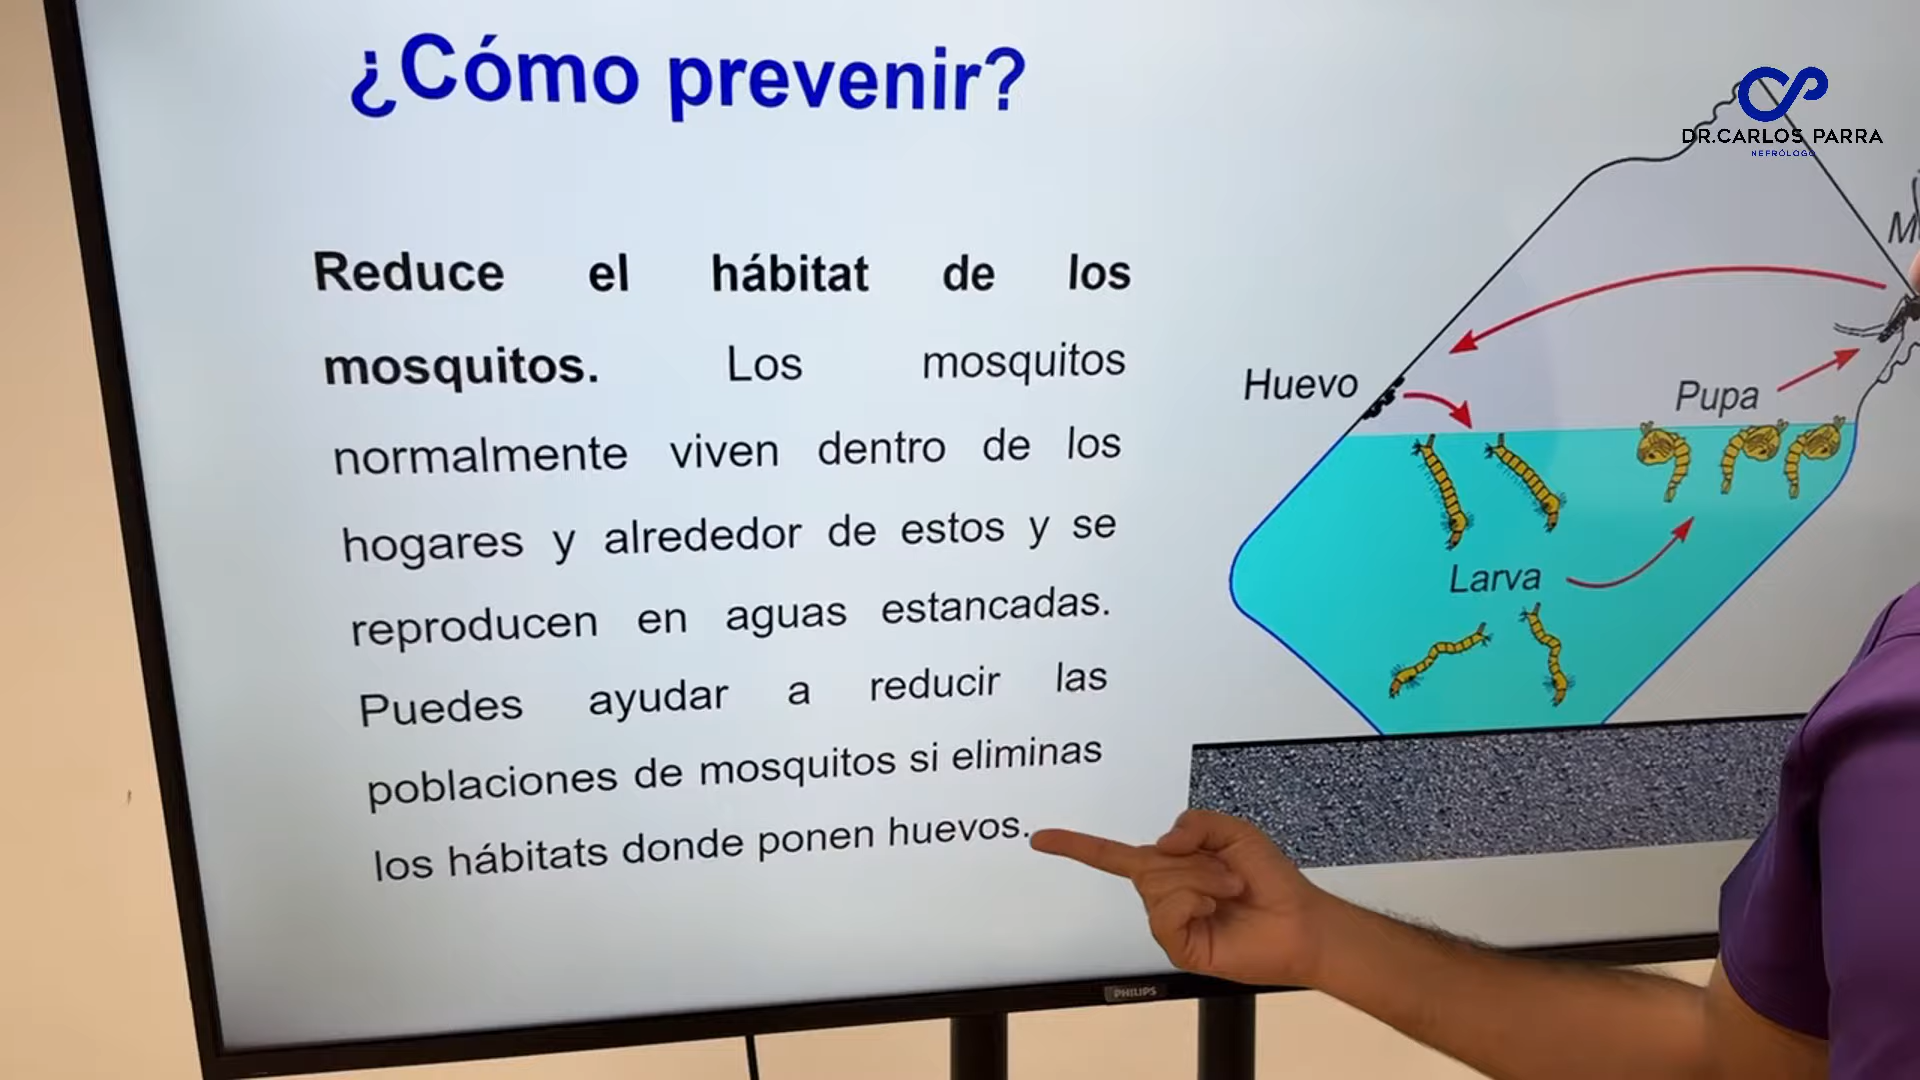 ¿Cómo prevenir?
DR.CARLOS PARRA
NEFRÓLOGO
Reduce el hábitat de los
mosquitos. Los mosquitos
normalmente viven dentro de los
hogares y alrededor de estos y se
reproducen en aguas estancadas.
Puedes ayudar a reducir las
poblaciones de mosquitos si eliminas
los hábitats donde ponen huevos.
Huevo
Pupa
Larva
PHILIPS